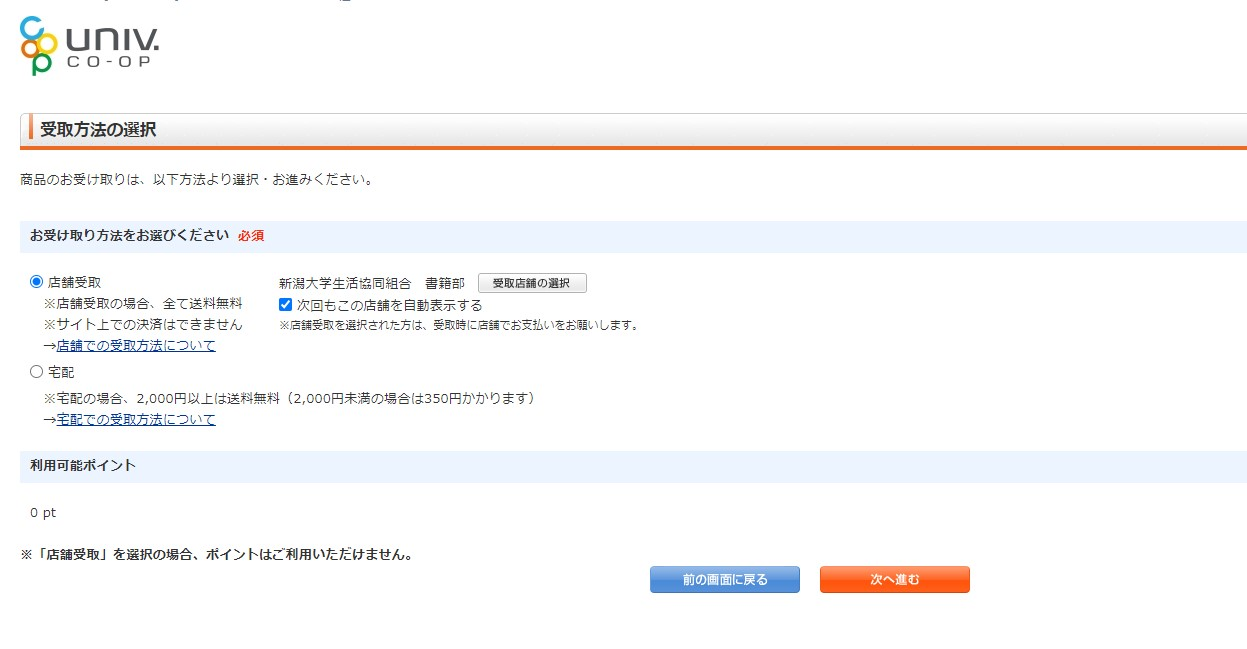 UNIV.
CO-OP
受取方法の選択
商品のお受け取りは、以下方法より選択・お進みください。
お受け取り方法をお選びください 必須
店舗受取
※店舗受取の場合、全て送料無料
※サイト上での決済はできません
→店舗での受取方法について
新潟大学生活協同組合 書籍部 受取店舗の選択
次回もこの店舗を自動表示する
※店舗受取を選択された方は、受取時に店舗でお支払いをお願いします。
宅配
※宅配の場合、2,000円以上は送料無料（2,000円未満の場合は350円かかります）
→宅配での受取方法について
利用可能ポイント
0 pt
※「店舗受取」を選択の場合、ポイントはご利用いただけません。
前の画面に戻る 次へ進む